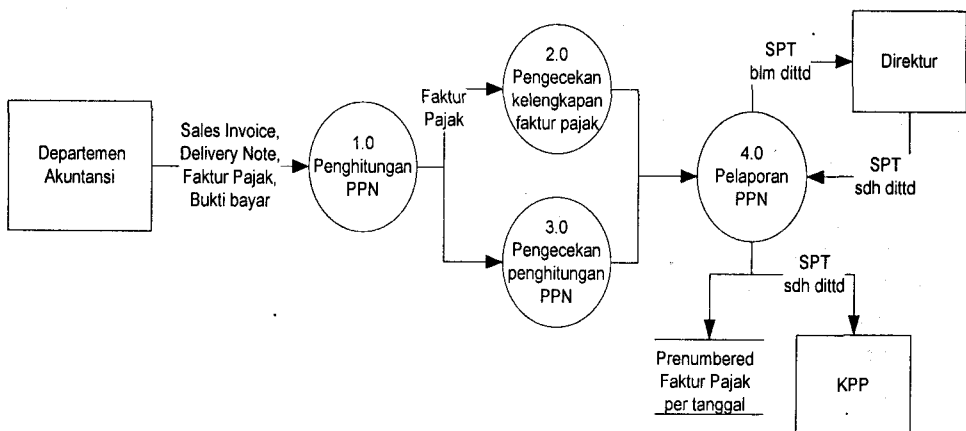 Departemen
Akuntansi
Sales Invoice,
Delivery Note,
Faktur Pajak,
Bukti bayar
1.0
Penghitungan
PPN
Faktur
Pajak
2.0
Pengecekan
kelengkapan
faktur pajak
3.0
Pengecekan
penghitungan
PPN
4.0
Pelaporan
PPN
SPT
blm dittd
Direktur
SPT
sdh dittd
SPT
sdh dittd
Prenumbered
Faktur Pajak
per tanggal
KPP